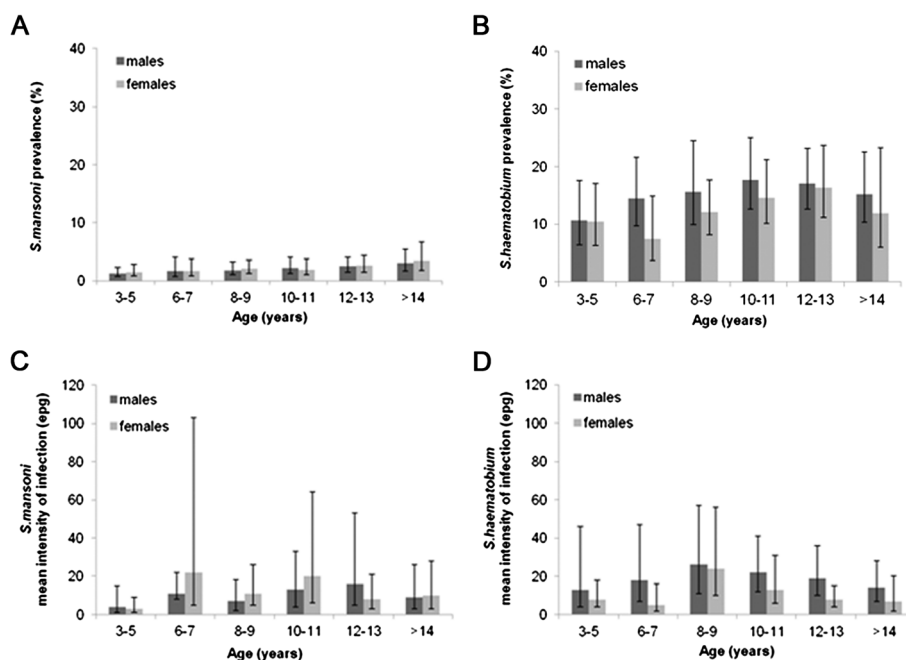 A
S.mansoni prevalence (%)
40
30
20
10
0
males
females
3-5 6-7 8-9 10-11 12-13 >14
Age (years)
B
S.haematobium prevalence (%)
40
30
20
10
0
males
females
3-5 6-7 8-9 10-11 12-13 >14
Age (years)
C
S.mansoni
mean intensity of infection (epg)
120
100
80
60
40
20
0
males
females
3-5 6-7 8-9 10-11 12-13 >14
Age (years)
D
S.haematobium
mean intensity of infection (epg)
120
100
80
60
40
20
0
males
females
3-5 6-7 8-9 10-11 12-13 >14
Age (years)